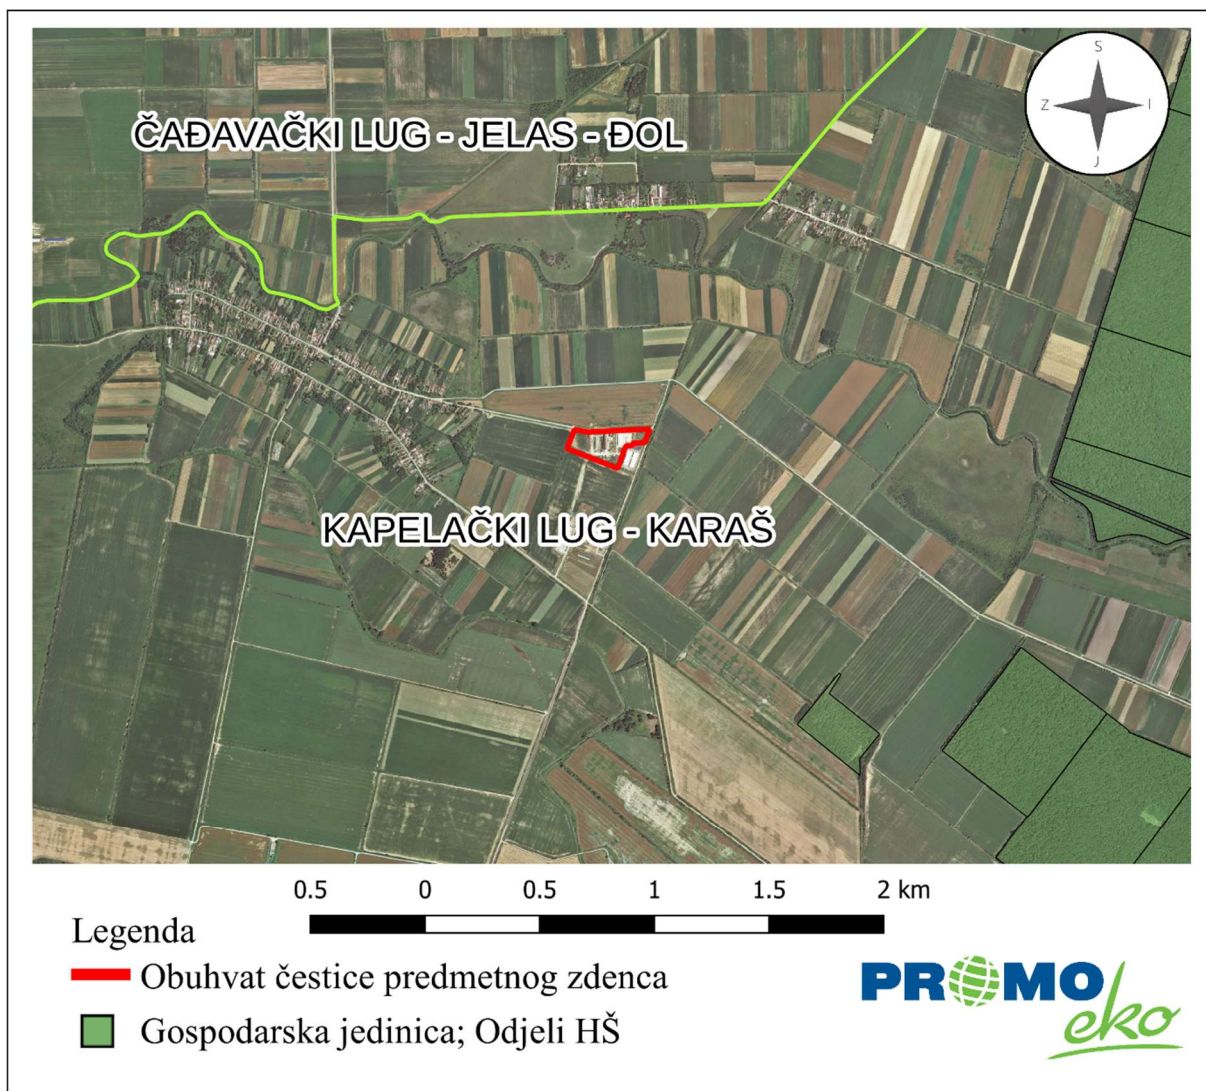 S
Z
I
J
ČAĐAVAČKI LUG - JELAS - ĐOL
KAPELAČKI LUG - KARAŠ
0.5 0 0.5 1 1.5 2 km
Legenda
Obuhvat čestice predmetnog zdenca
Gospodarska jedinica; Odjeli HŠ
PROMO
eko